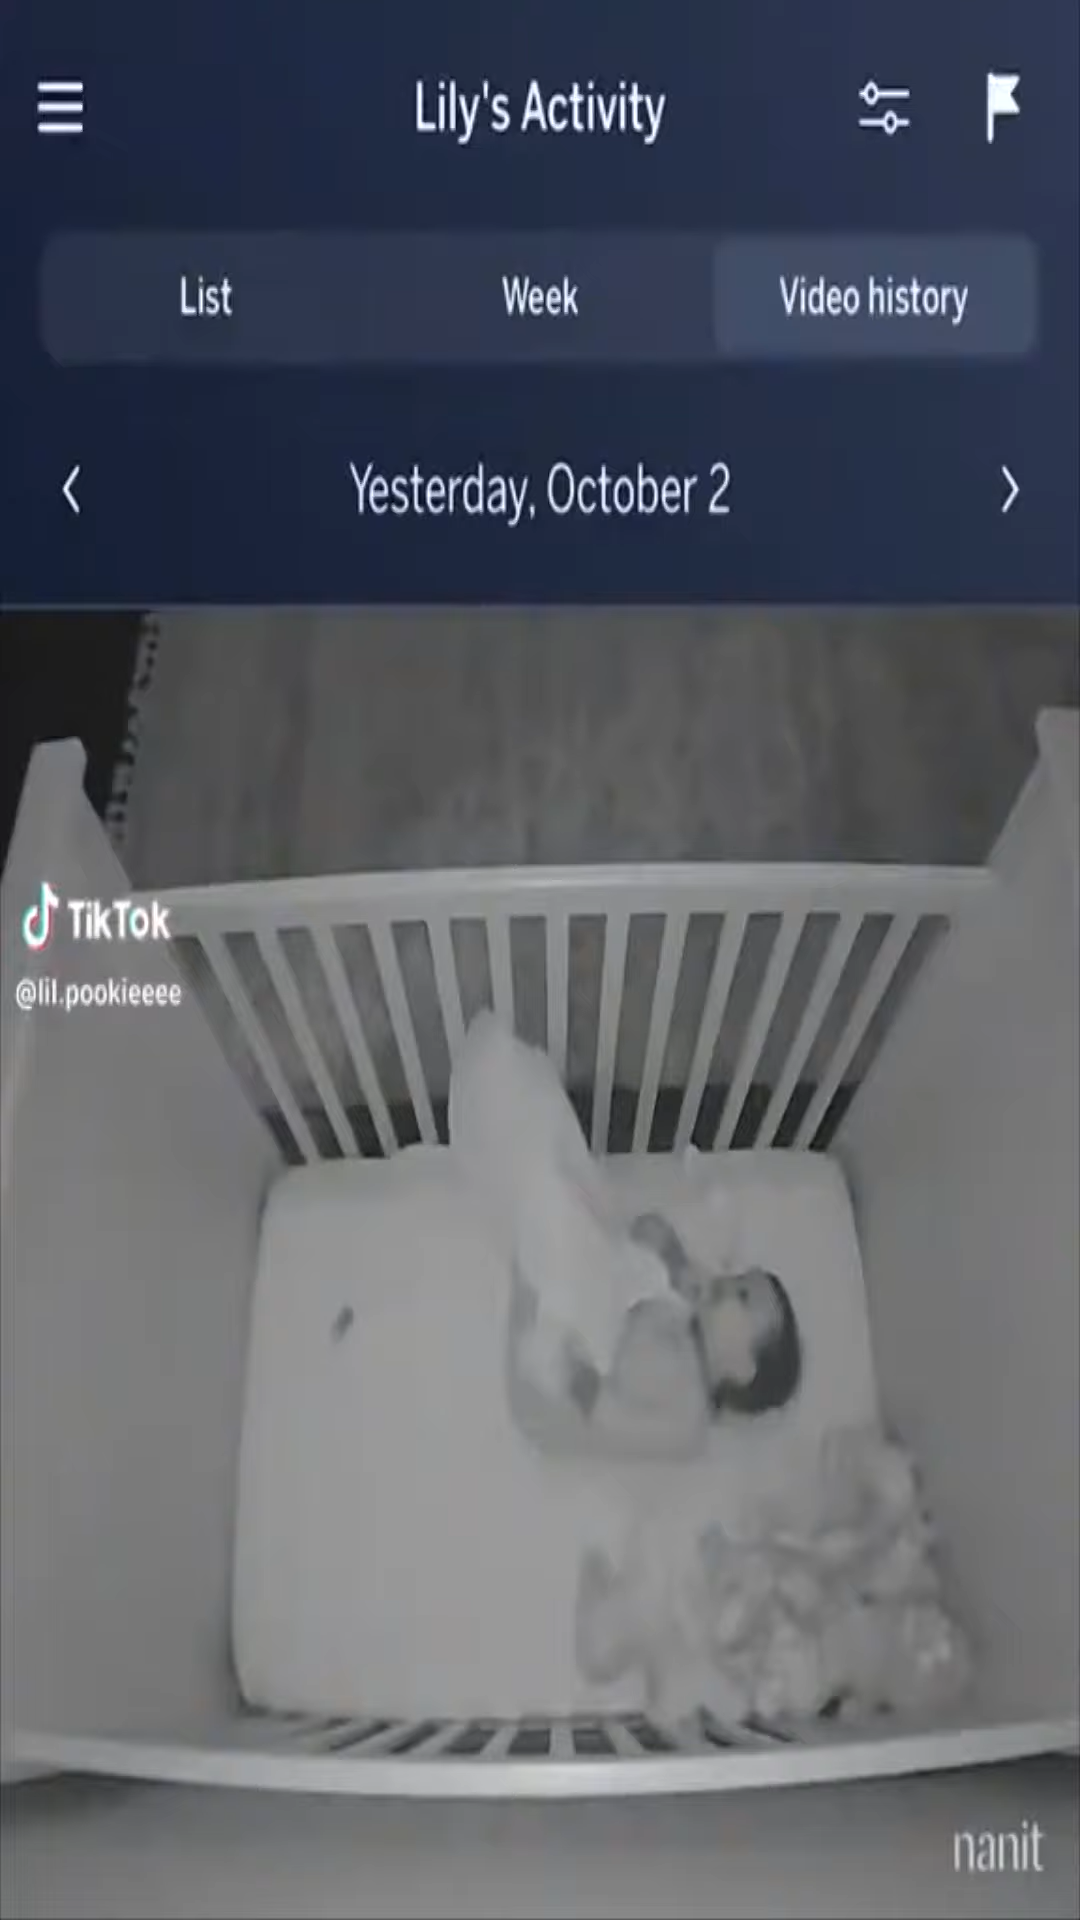 Lily's Activity
List
Week
Video history
Yesterday, October 2
TikTok
@lil.pookieeee
nanit